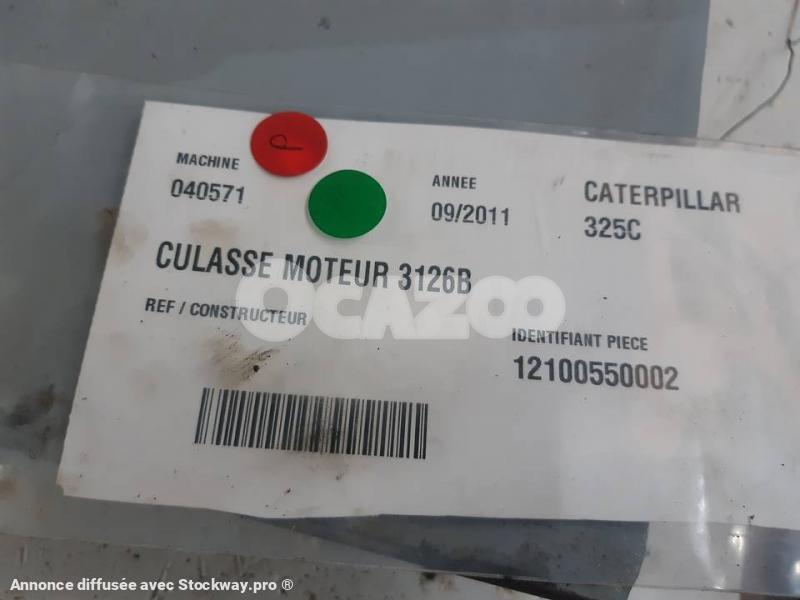 MACHINE
040571
P
ANNEE
09/2011
CATERPILLAR
325C
CULASSE MOTEUR 3126B
OCAZOO
REF / CONSTRUCTEUR
IDENTIFIANT PIECE
12100550002
Annonce diffusée avec Stockway.pro ®